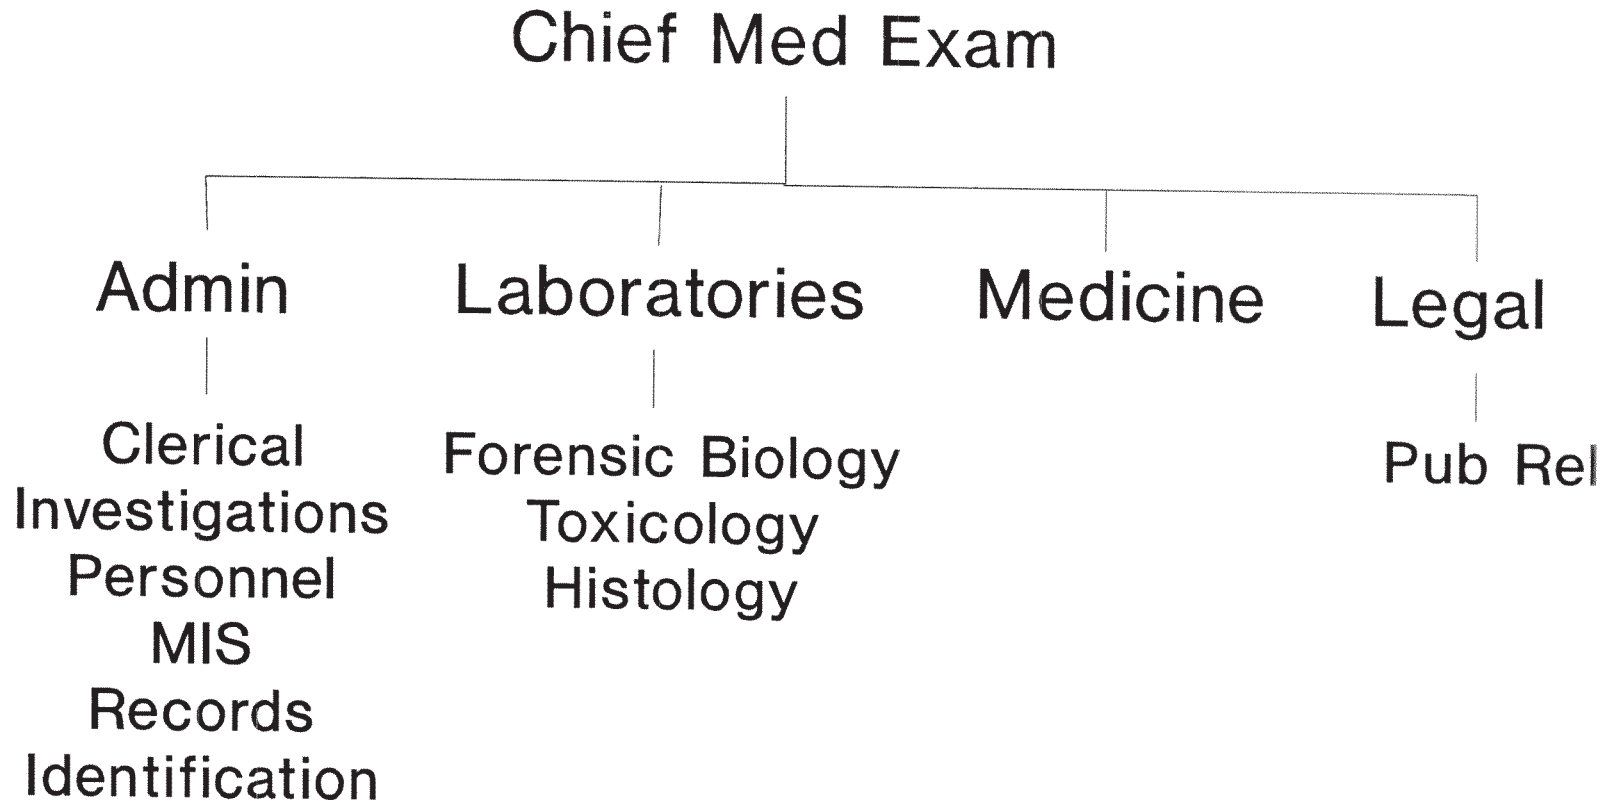 Chief Med Exam
Admin Laboratories Medicine Legal
Clerical Forensic Biology Pub Rel
Investigations Toxicology
Personnel Histology
MIS
Records
Identification